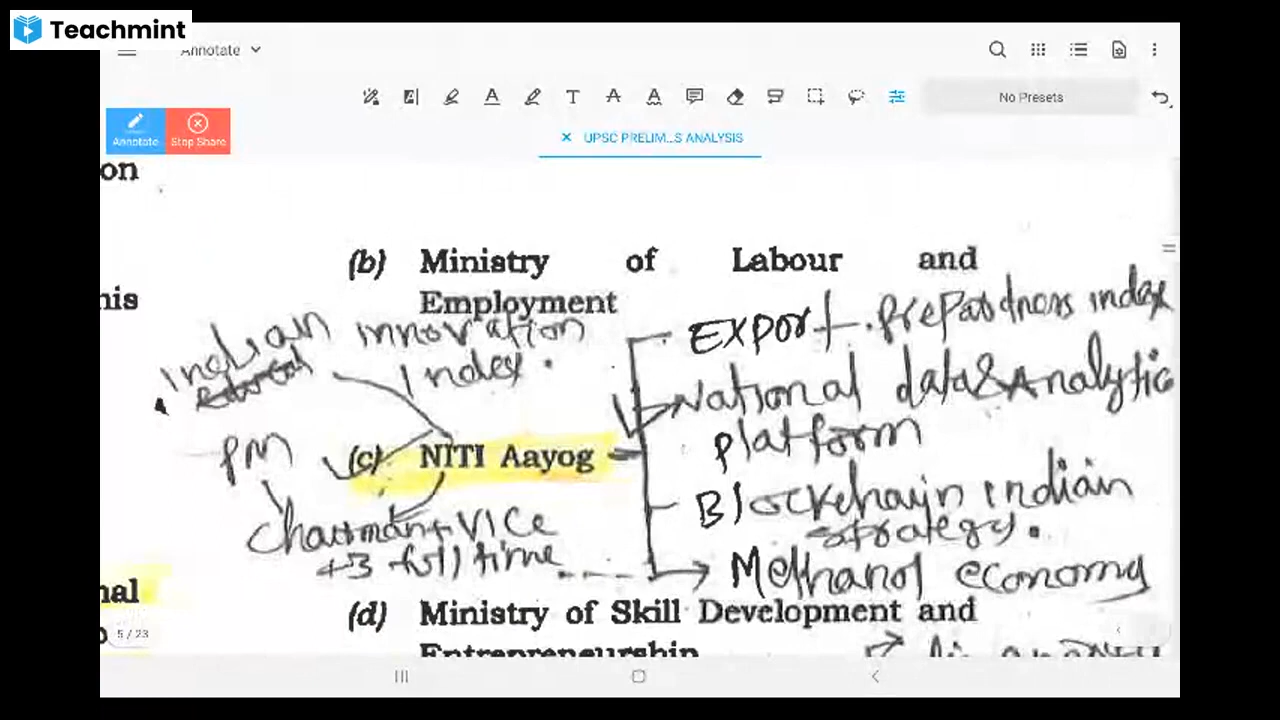 Teachmint
Annotate
No Presets
Annotate
Stop Share
UPSC PRELIM...S ANALYSIS
on
(b) Ministry of Labour and
Employment
his
Indian innovation
Index.
Export - Prepardness index
National data & Analytic
platform
PM
(c) NITI Aayog
Blockchain indian
strategy.
Chairman + Vice
+3 full time
Methanol economy
nal
(d) Ministry of Skill Development and
5 / 23
Entrepreneurship